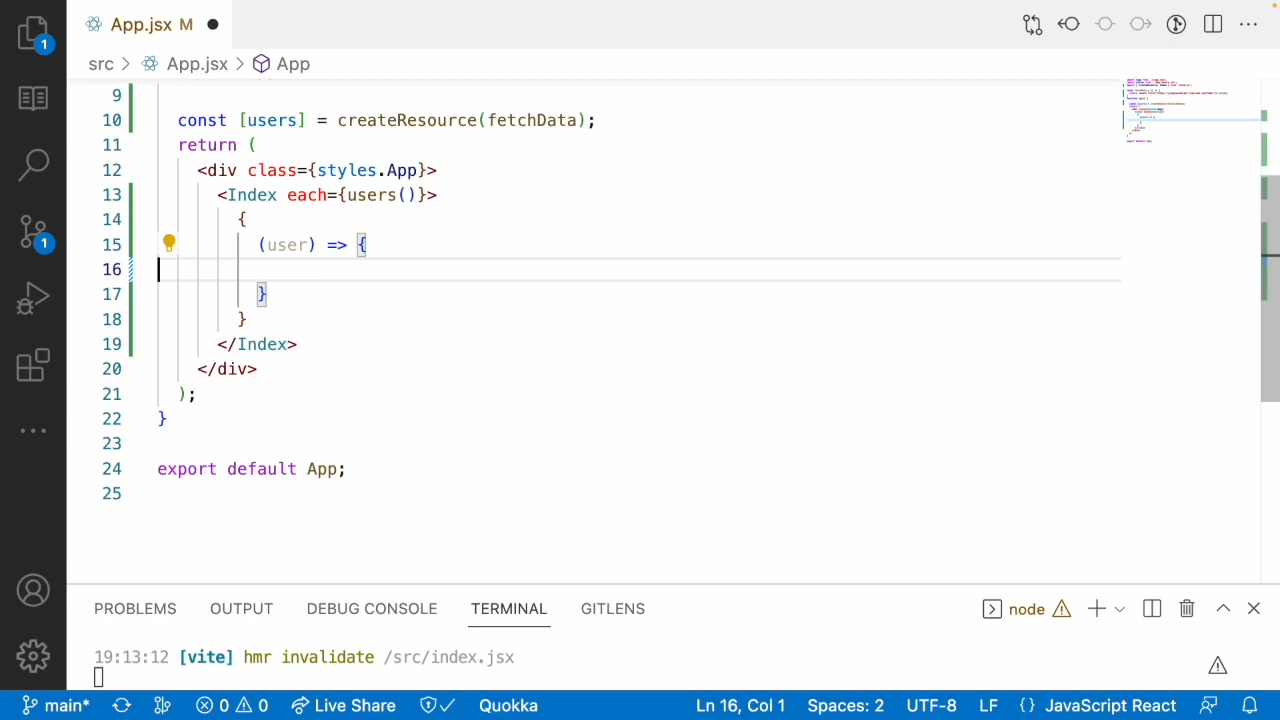 App.jsx M
src > App.jsx > App
9
10 const [users] = createResource(fetchData);
11 return (
12 <div class={styles.App}>
13 <Index each={users()}>
14 {
15 (user) => {
16
17 }
18 }
19 </Index>
20 </div>
21 );
22 }
23
24 export default App;
25
1
1
PROBLEMS OUTPUT DEBUG CONSOLE TERMINAL GITLENS node
19:13:12 [vite] hmr invalidate /src/index.jsx
main* 0 0 Live Share Quokka Ln 16, Col 1 Spaces: 2 UTF-8 LF {} JavaScript React